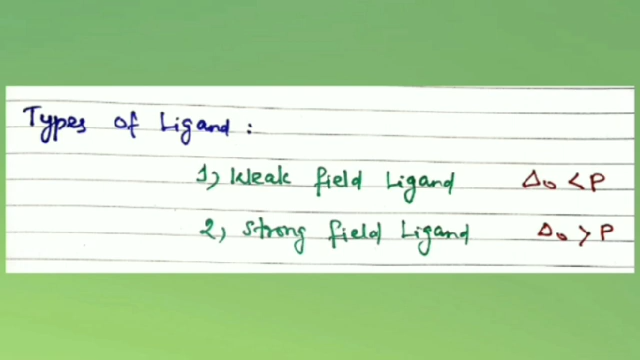 Types of Ligand :
1, Weak field Ligand Δo < P
2, Strong field Ligand Δo > P